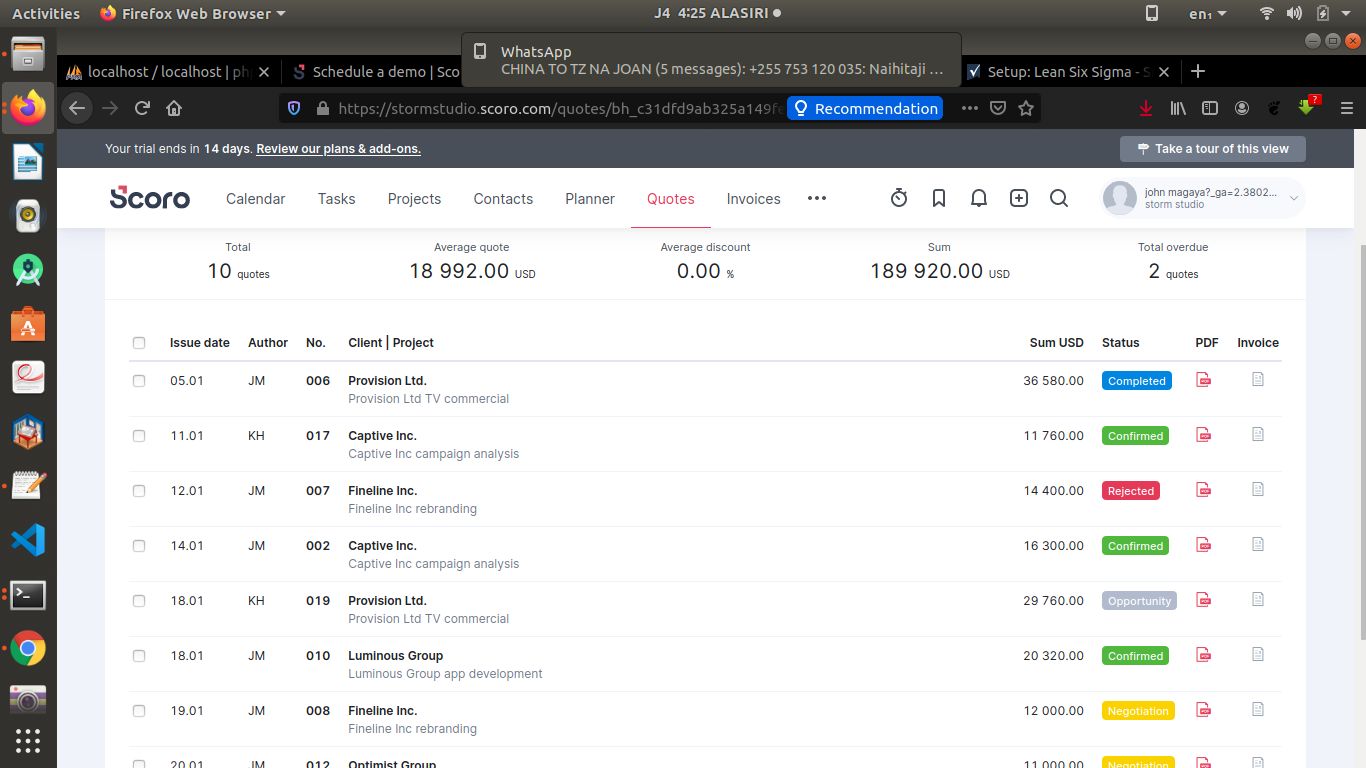 Activities Firefox Web Browser J4 4:25 ALASIRI en₁
WhatsApp
CHINA TO TZ NA JOAN (5 messages): +255 753 120 035: Naihitaji ...
localhost / localhost | ph Schedule a demo | Sco Setup: Lean Six Sigma - S
https://stormstudio.scoro.com/quotes/bh_c31dfd9ab325a149fe Recommendation ?
Your trial ends in 14 days. Review our plans & add-ons. Take a tour of this view
Scoro Calendar Tasks Projects Contacts Planner Quotes Invoices john magaya?_ga=2.3802...
storm studio
Total Average quote Average discount Sum Total overdue
10 quotes 18 992.00 USD 0.00 % 189 920.00 USD 2 quotes
Issue date Author No. Client | Project Sum USD Status PDF Invoice
05.01 JM 006 Provision Ltd. 36 580.00 Completed
Provision Ltd TV commercial
11.01 KH 017 Captive Inc. 11 760.00 Confirmed
Captive Inc campaign analysis
12.01 JM 007 Fineline Inc. 14 400.00 Rejected
Fineline Inc rebranding
14.01 JM 002 Captive Inc. 16 300.00 Confirmed
Captive Inc campaign analysis
18.01 KH 019 Provision Ltd. 29 760.00 Opportunity
Provision Ltd TV commercial
18.01 JM 010 Luminous Group 20 320.00 Confirmed
Luminous Group app development
19.01 JM 008 Fineline Inc. 12 000.00 Negotiation
Fineline Inc rebranding
20.01 JM 012 Optimist Group 11 000.00 Negotiation